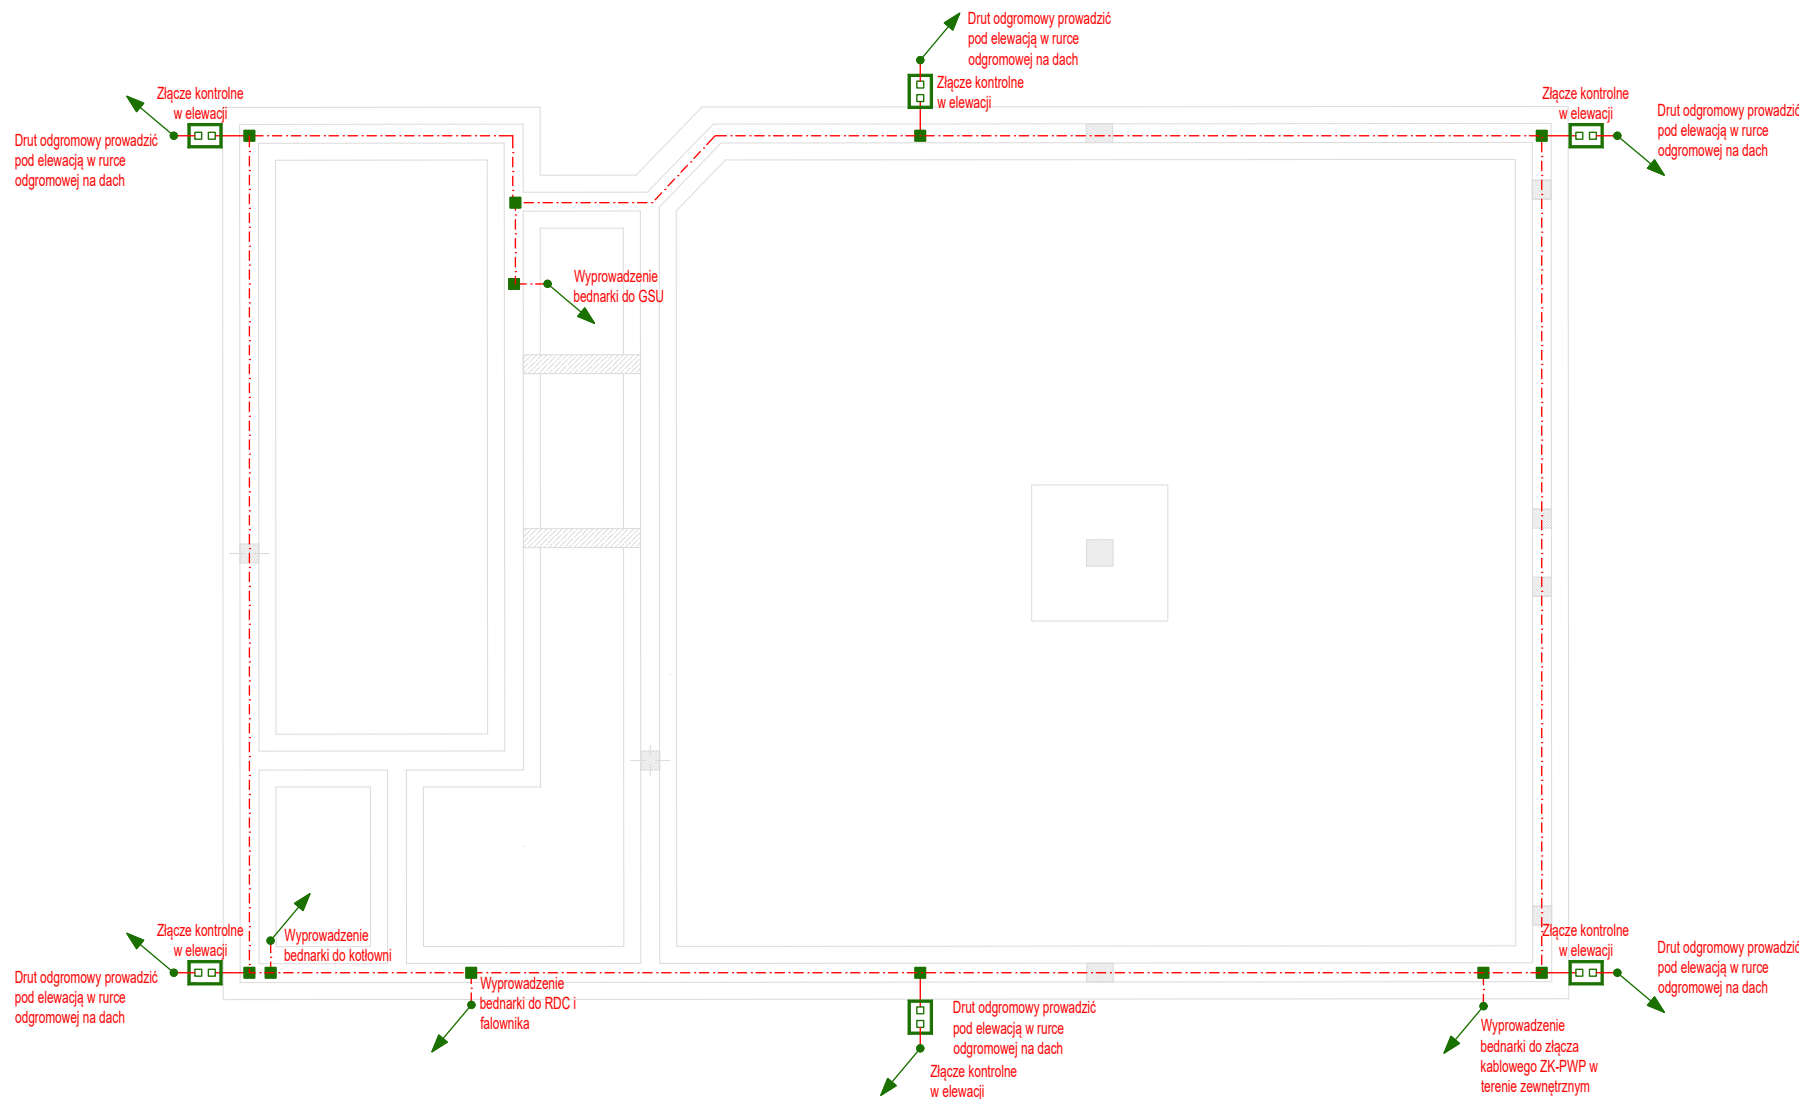 Drut odgromowy prowadzić
pod elewacją w rurce
odgromowej na dach
Złącze kontrolne
w elewacji
Złącze kontrolne
w elewacji
Drut odgromowy prowadzić
pod elewacją w rurce
odgromowej na dach
Złącze kontrolne
w elewacji
Drut odgromowy prowadzić
pod elewacją w rurce
odgromowej na dach
Wyprowadzenie
bednarki do GSU
Złącze kontrolne
w elewacji
Drut odgromowy prowadzić
pod elewacją w rurce
odgromowej na dach
Wyprowadzenie
bednarki do kotłowni
Wyprowadzenie
bednarki do RDC i
falownika
Drut odgromowy prowadzić
pod elewacją w rurce
odgromowej na dach
Złącze kontrolne
w elewacji
Złącze kontrolne
w elewacji
Drut odgromowy prowadzić
pod elewacją w rurce
odgromowej na dach
Wyprowadzenie
bednarki do złącza
kablowego ZK-PWP w
terenie zewnętrznym